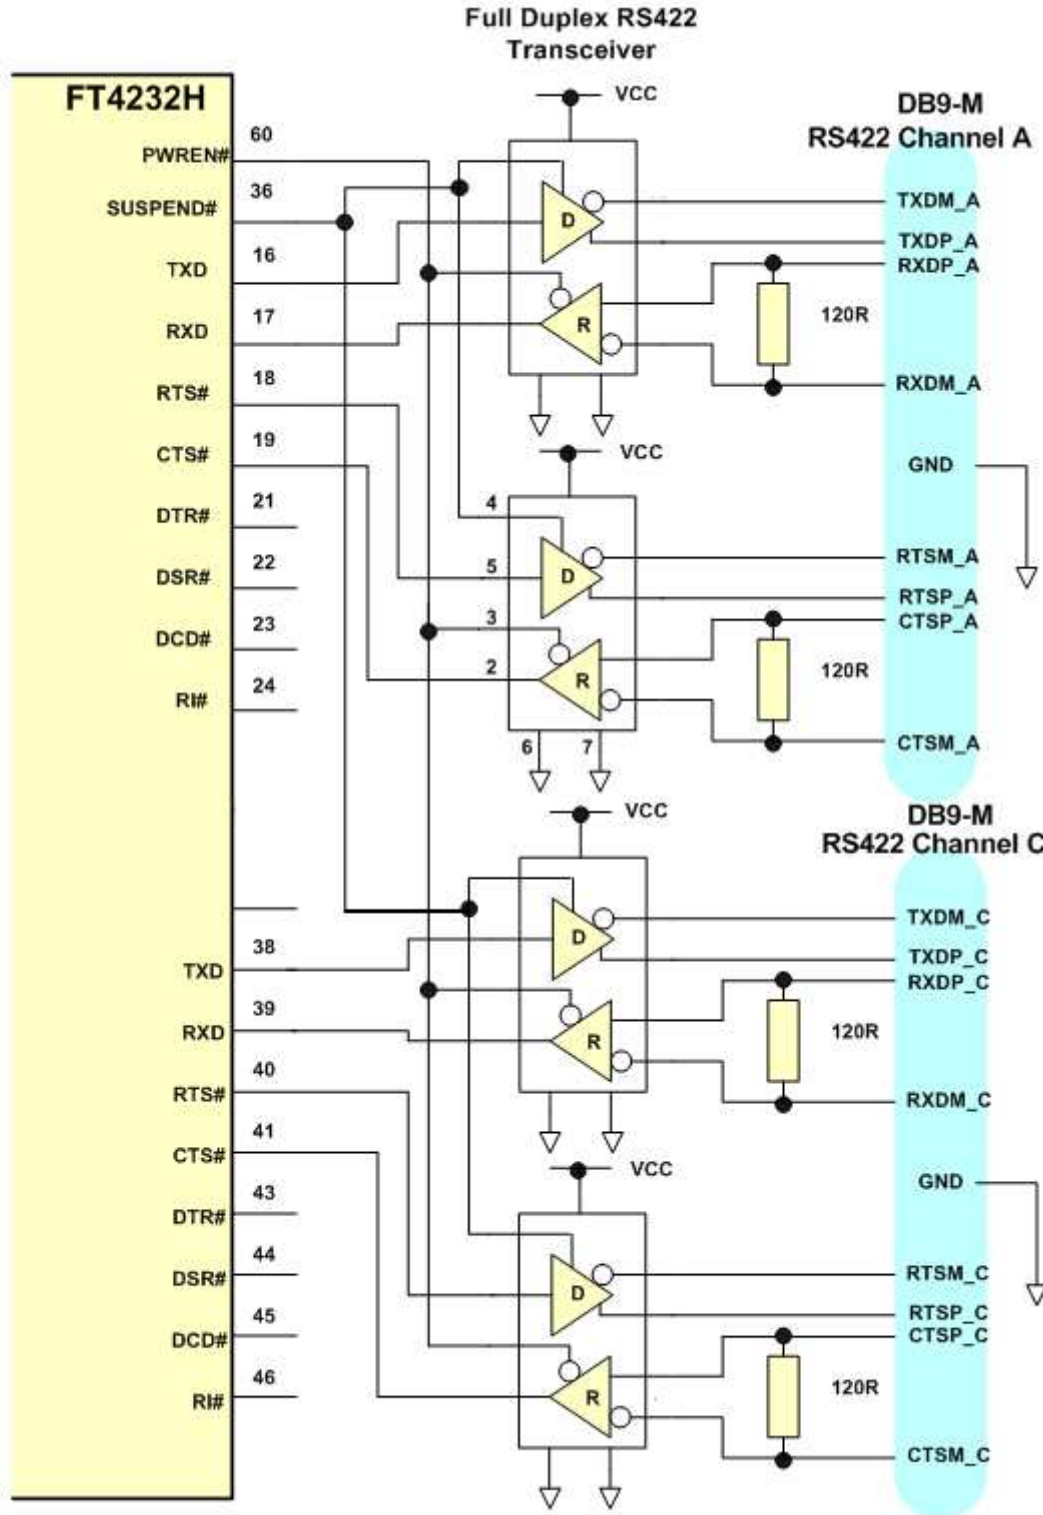 Full Duplex RS422
Transceiver
FT4232H
VCC
DB9-M
RS422 Channel A
60
PWREN#
36
SUSPEND#
16
TXD
17
RXD
18
RTS#
19
CTS#
21
DTR#
22
DSR#
23
DCD#
24
RI#
D
R
TXDM_A
TXDP_A
RXDP_A
120R
RXDM_A
VCC
GND
4
5
3
2
6
7
D
R
RTSM_A
RTSP_A
CTSP_A
120R
CTSM_A
VCC
DB9-M
RS422 Channel C
38
TXD
39
RXD
40
RTS#
41
CTS#
43
DTR#
44
DSR#
45
DCD#
46
RI#
D
R
TXDM_C
TXDP_C
RXDP_C
120R
RXDM_C
VCC
GND
D
R
RTSM_C
RTSP_C
CTSP_C
120R
CTSM_C